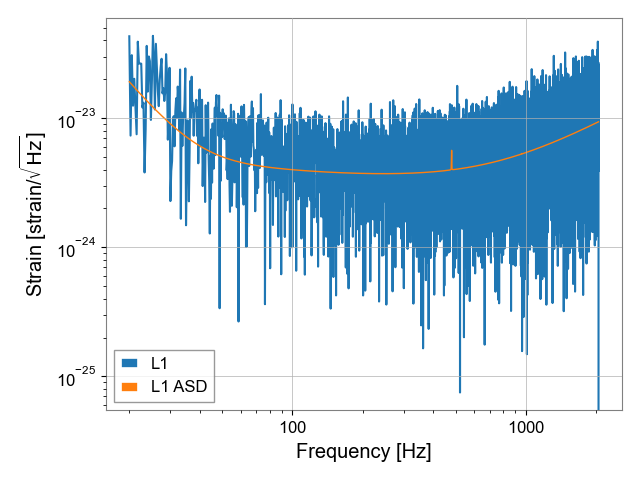 Strain [strain/√Hz]
10⁻²³
10⁻²⁴
10⁻²⁵
L1
L1 ASD
100
1000
Frequency [Hz]